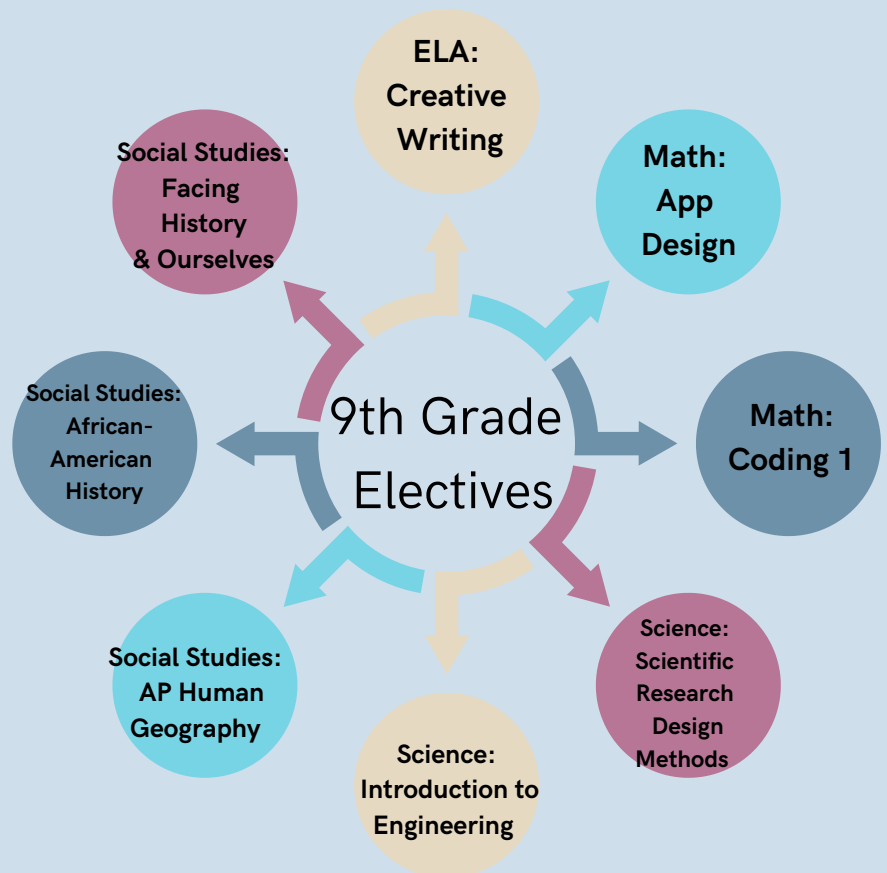 9th Grade
Electives
ELA:
Creative
Writing
Math:
App
Design
Math:
Coding 1
Science:
Scientific
Research
Design
Methods
Science:
Introduction to
Engineering
Social Studies:
AP Human
Geography
Social Studies:
African-
American
History
Social Studies:
Facing
History
& Ourselves